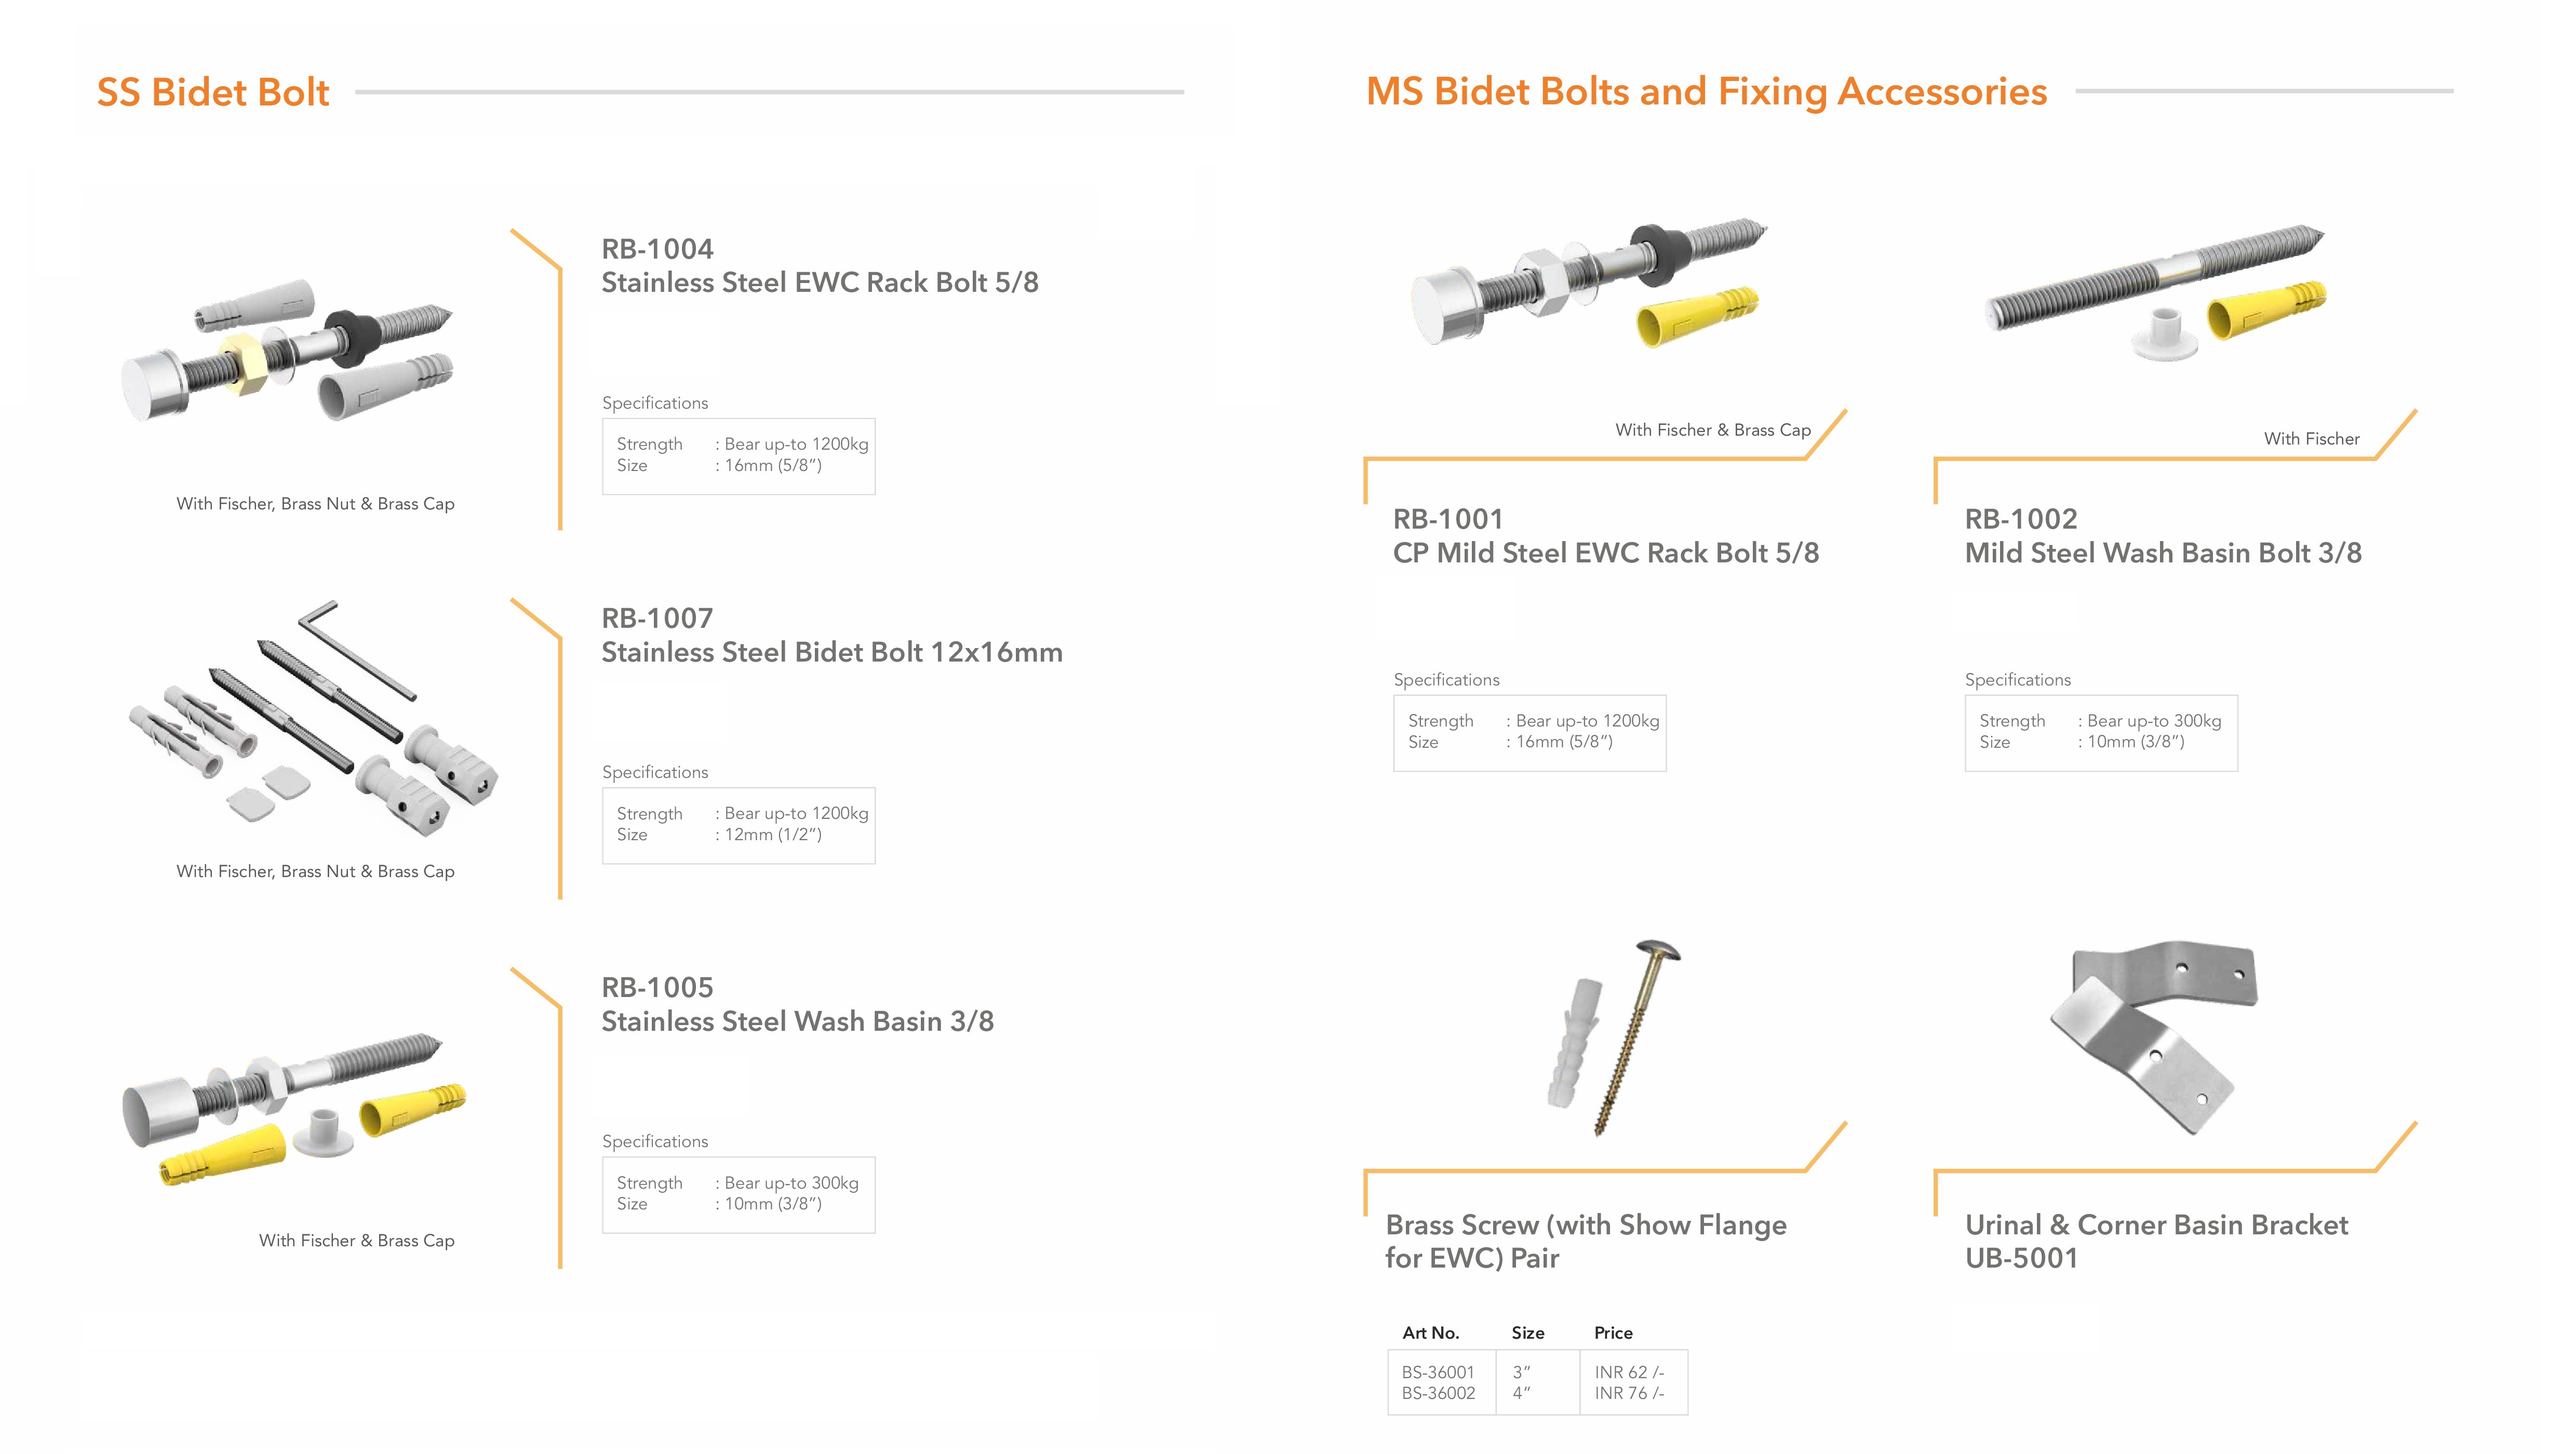 SS Bidet Bolt
RB-1004
Stainless Steel EWC Rack Bolt 5/8
Specifications
Strength : Bear up-to 1200kg
Size : 16mm (5/8”)
With Fischer, Brass Nut & Brass Cap
RB-1007
Stainless Steel Bidet Bolt 12x16mm
Specifications
Strength : Bear up-to 1200kg
Size : 12mm (1/2”)
With Fischer, Brass Nut & Brass Cap
RB-1005
Stainless Steel Wash Basin 3/8
Specifications
Strength : Bear up-to 300kg
Size : 10mm (3/8”)
With Fischer & Brass Cap
MS Bidet Bolts and Fixing Accessories
With Fischer & Brass Cap
RB-1001
CP Mild Steel EWC Rack Bolt 5/8
Specifications
Strength : Bear up-to 1200kg
Size : 16mm (5/8”)
With Fischer
RB-1002
Mild Steel Wash Basin Bolt 3/8
Specifications
Strength : Bear up-to 300kg
Size : 10mm (3/8”)
Brass Screw (with Show Flange
for EWC) Pair
Art No. Size Price
BS-36001 3” INR 62 /-
BS-36002 4” INR 76 /-
Urinal & Corner Basin Bracket
UB-5001